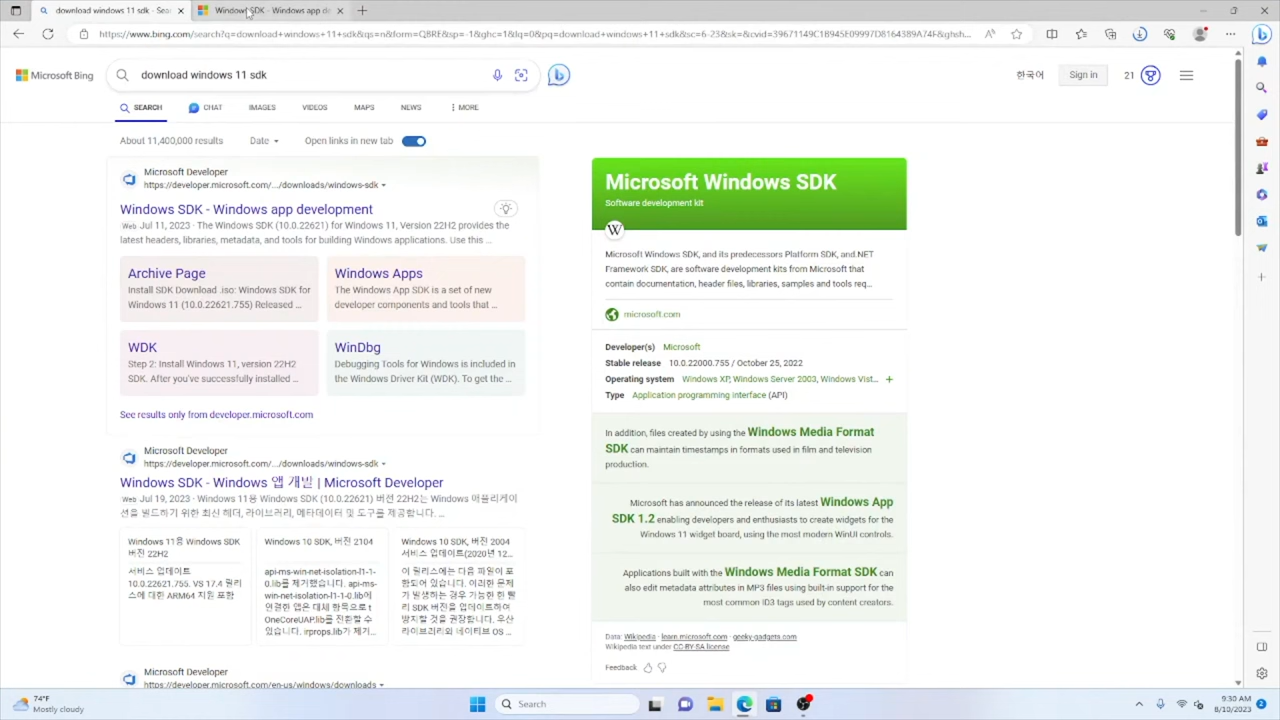 download windows 11 sdk - Sear
Windows SDK - Windows app de
https://www.bing.com/search?q=download+windows+11+sdk&qs=n&form=QBRE&sp=-1&ghc=1&lq=0&pq=download+windows+11+sdk&sc=6-23&sk=&cvid=39671149C18945E09997D8164389A74F&ghsh...
Microsoft Bing
download windows 11 sdk
한국어
Sign in
21
SEARCH
CHAT
IMAGES
VIDEOS
MAPS
NEWS
MORE
About 11,400,000 results
Date
Open links in new tab
Microsoft Developer
https://developer.microsoft.com/.../downloads/windows-sdk
Windows SDK - Windows app development
Web Jul 11, 2023 · The Windows SDK (10.0.22621) for Windows 11, Version 22H2 provides the
latest headers, libraries, metadata, and tools for building Windows applications. Use this ...
Archive Page
Install SDK Download .iso: Windows SDK for
Windows 11 (10.0.22621.755) Released ...
Windows Apps
The Windows App SDK is a set of new
developer components and tools that ...
WDK
Step 2: Install Windows 11, version 22H2
SDK. After you've successfully installed ...
WinDbg
Debugging Tools for Windows is included in
the Windows Driver Kit (WDK). To get the ...
See results only from developer.microsoft.com
Microsoft Developer
https://developer.microsoft.com/.../downloads/windows-sdk
Windows SDK - Windows 앱 개발 | Microsoft Developer
Web Jul 19, 2023 · Windows 11용 Windows SDK (10.0.22621) 버전 22H2는 Windows 애플리케이
션을 빌드하기 위한 최신 헤더, 라이브러리, 메타데이터 및 도구를 제공합니다. ...
Windows 11용 Windows SDK
버전 22H2
서비스 업데이트
10.0.22621.755. VS 17.4 릴리
스에 대한 ARM64 지원 포함
Windows 10 SDK, 버전 2104
api-ms-win-net-isolation-l1-1-
0.lib를 제거했습니다. api-ms-
win-net-isolation-l1-1-0.lib에
연결한 앱은 대체 항목으로 t
OneCoreUAP.lib를 전환할 수
있습니다. irprops.lib가 제거...
Windows 10 SDK, 버전 2004
서비스 업데이트(2020년 12...
이 릴리스에는 다음 파일이 포
함되어 있습니다. 이러한 문제
가 발생하는 경우 가능한 한 빨
리 SDK 버전을 업데이트하여
방지할 것을 권장합니다. 우산
라이브러리와 네이티브 OS ...
Microsoft Developer
https://developer.microsoft.com/en-us/windows/downloads
Microsoft Windows SDK
Software development kit
W
Microsoft Windows SDK, and its predecessors Platform SDK, and .NET
Framework SDK, are software development kits from Microsoft that
contain documentation, header files, libraries, samples and tools req...
microsoft.com
Developer(s) Microsoft
Stable release 10.0.22000.755 / October 25, 2022
Operating system Windows XP, Windows Server 2003, Windows Vist... +
Type Application programming interface (API)
In addition, files created by using the Windows Media Format
SDK can maintain timestamps in formats used in film and television
production.
Microsoft has announced the release of its latest Windows App
SDK 1.2 enabling developers and enthusiasts to create widgets for the
Windows 11 widget board, using the most modern WinUI controls.
Applications built with the Windows Media Format SDK can
also edit metadata attributes in MP3 files using built-in support for the
most common ID3 tags used by content creators.
Data: Wikipedia · learn.microsoft.com · geeky-gadgets.com
Wikipedia text under CC-BY-SA license
Feedback
74°F
Mostly cloudy
Search
9:30 AM
8/10/2023
2